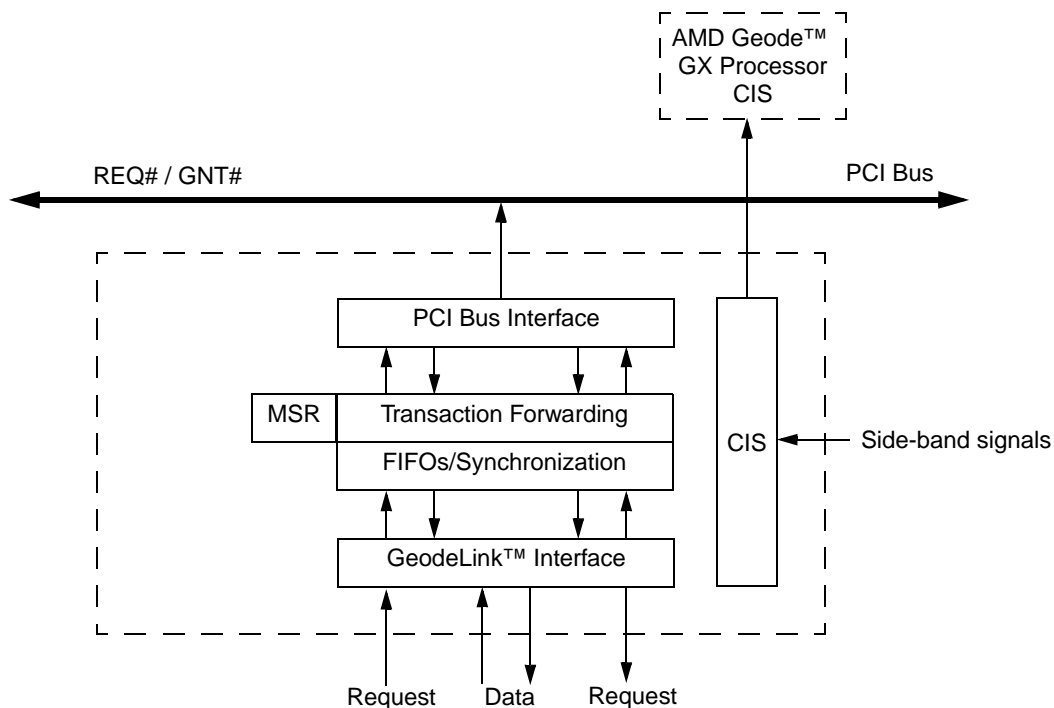 AMD Geode™
GX Processor
CIS
REQ# / GNT#
PCI Bus
PCI Bus Interface
MSR
Transaction Forwarding
FIFOs/Synchronization
CIS
Side-band signals
GeodeLink™ Interface
Request
Data
Request